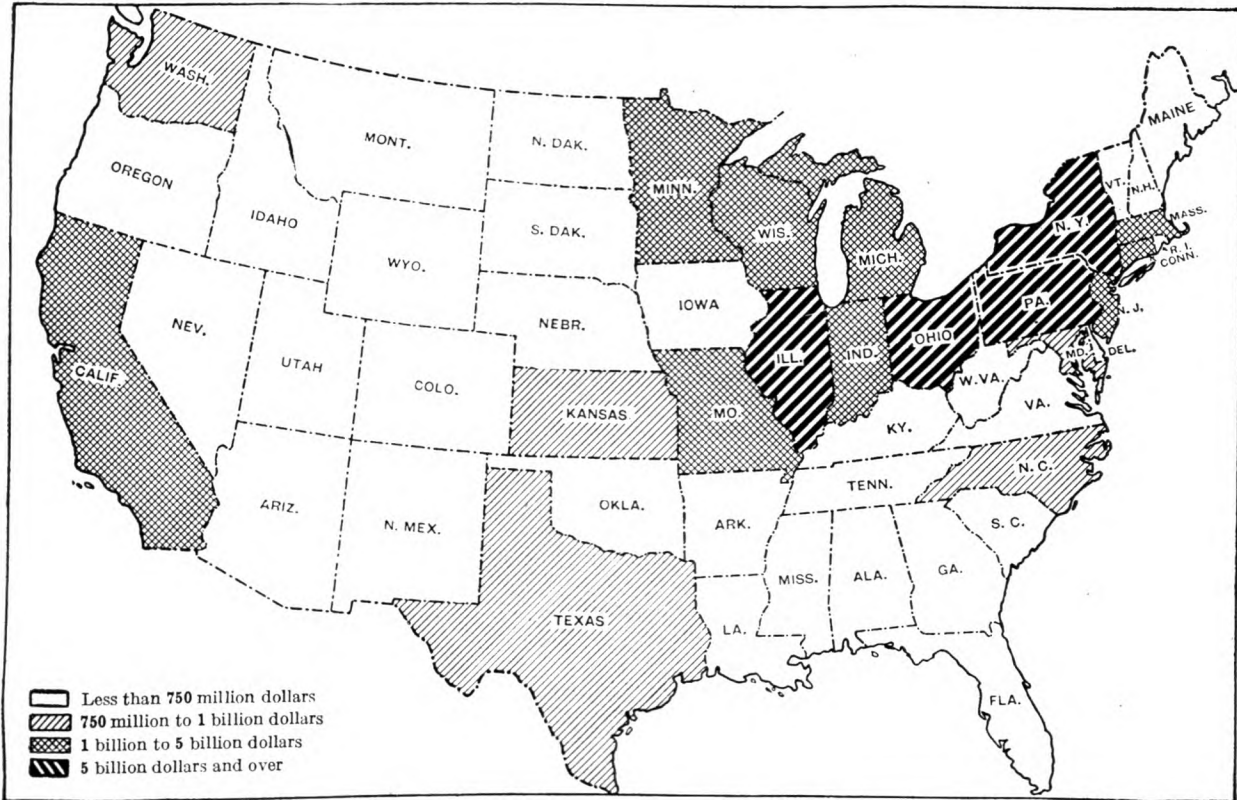 WASH.
MONT.
N. DAK.
MINN.
MAINE
OREGON
IDAHO
S. DAK.
WIS.
MICH.
VT.
N.H.
MASS.
N.Y.
R. I.
CONN.
WYO.
IOWA
NEBR.
NEV.
UTAH
COLO.
CALIF.
KANSAS
MO.
ILL.
IND.
OHIO
PA.
N. J.
MD.
DEL.
W.VA.
VA.
KY.
N. C.
TENN.
ARIZ.
N. MEX.
OKLA.
ARK.
S. C.
MISS.
ALA.
GA.
TEXAS
LA.
FLA.
Less than 750 million dollars
750 million to 1 billion dollars
1 billion to 5 billion dollars
5 billion dollars and over